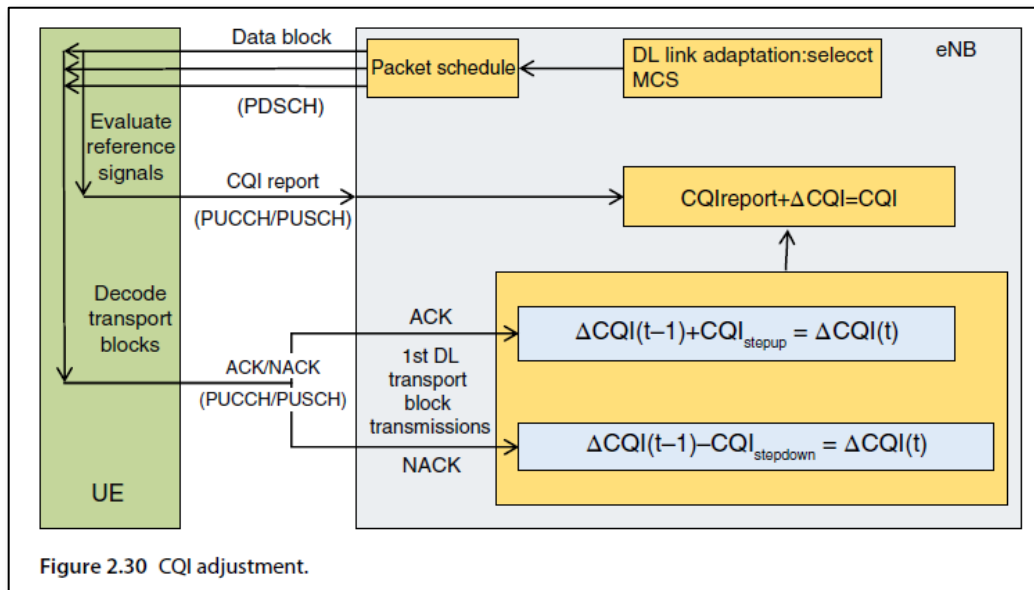 Data block
eNB
Packet schedule
DL link adaptation:selecct
MCS
(PDSCH)
Evaluate
reference
signals
CQI report
(PUCCH/PUSCH)
CQIreport+ΔCQI=CQI
Decode
transport
blocks
ACK
ΔCQI(t–1)+CQIstepup = ΔCQI(t)
ACK/NACK
(PUCCH/PUSCH)
1st DL
transport
block
transmissions
NACK
ΔCQI(t–1)–CQIstepdown = ΔCQI(t)
UE
Figure 2.30 CQI adjustment.